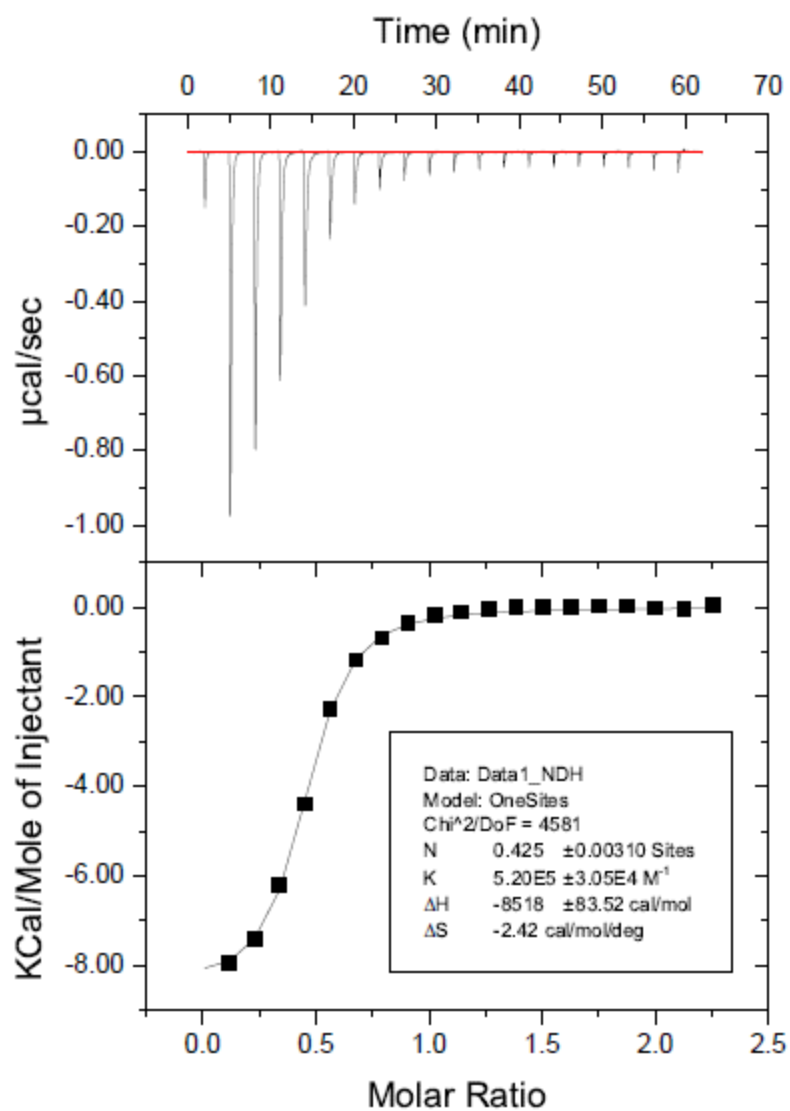 Time (min)
0 10 20 30 40 50 60 70
0.00
-0.20
-0.40
-0.60
-0.80
-1.00
µcal/sec
0.00
-2.00
-4.00
-6.00
-8.00
KCal/Mole of Injectant
Data: Data1_NDH
Model: OneSites
Chi^2/DoF = 4581
N 0.425 ±0.00310 Sites
K 5.20E5 ±3.05E4 M⁻¹
ΔH -8518 ±83.52 cal/mol
ΔS -2.42 cal/mol/deg
0.0 0.5 1.0 1.5 2.0 2.5
Molar Ratio